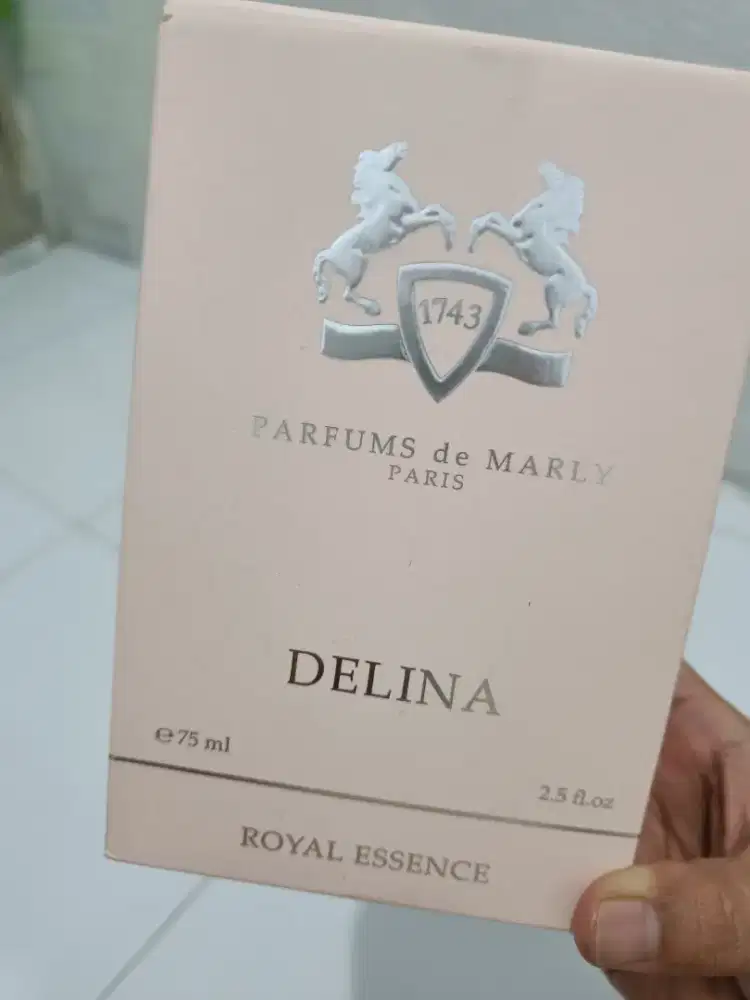 1743
PARFUMS de MARLY
PARIS
DELINA
℮75 ml
2.5 fl.oz
ROYAL ESSENCE